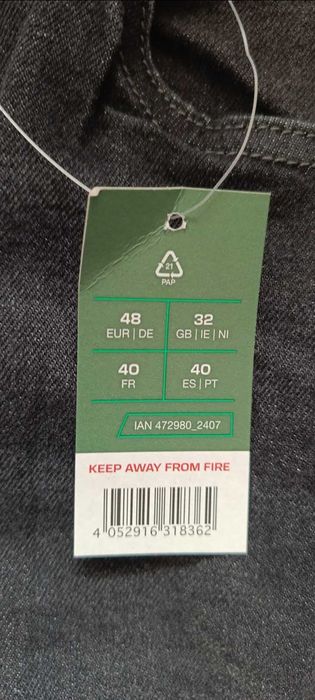 21
PAP
48
EUR | DE
32
GB | IE | NI
40
FR
40
ES | PT
IAN 472980_2407
KEEP AWAY FROM FIRE
4 052916 318362